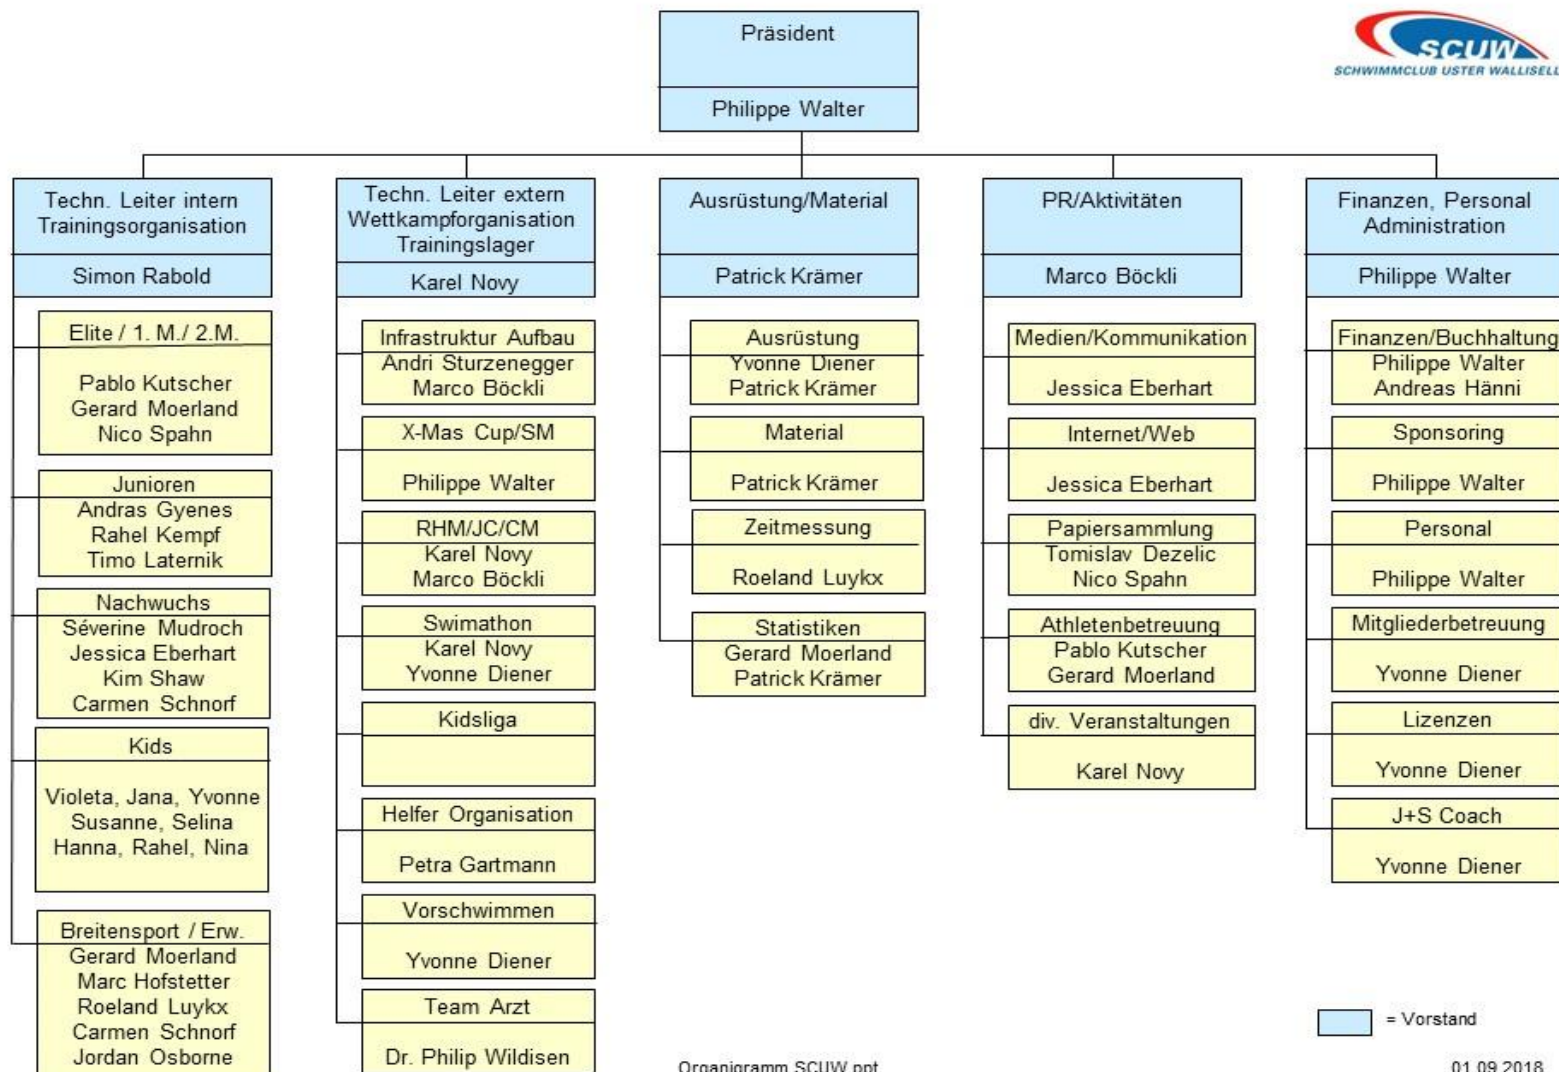 Präsident
Philippe Walter
SCUW
SCHWIMMCLUB USTER WALLISELL
Techn. Leiter intern
Trainingsorganisation
Simon Rabold
Elite / 1. M./ 2.M.
Pablo Kutscher
Gerard Moerland
Nico Spahn
Junioren
Andras Gyenes
Rahel Kempf
Timo Laternik
Nachwuchs
Séverine Mudroch
Jessica Eberhart
Kim Shaw
Carmen Schnorf
Kids
Violeta, Jana, Yvonne
Susanne, Selina
Hanna, Rahel, Nina
Breitensport / Erw.
Gerard Moerland
Marc Hofstetter
Roeland Luykx
Carmen Schnorf
Jordan Osborne
Techn. Leiter extern
Wettkampforganisation
Trainingslager
Karel Novy
Infrastruktur Aufbau
Andri Sturzenegger
Marco Böckli
X-Mas Cup/SM
Philippe Walter
RHM/JC/CM
Karel Novy
Marco Böckli
Swimathon
Karel Novy
Yvonne Diener
Kidsliga
Helfer Organisation
Petra Gartmann
Vorschwimmen
Yvonne Diener
Team Arzt
Dr. Philip Wildisen
Ausrüstung/Material
Patrick Krämer
Ausrüstung
Yvonne Diener
Patrick Krämer
Material
Patrick Krämer
Zeitmessung
Roeland Luykx
Statistiken
Gerard Moerland
Patrick Krämer
PR/Aktivitäten
Marco Böckli
Medien/Kommunikation
Jessica Eberhart
Internet/Web
Jessica Eberhart
Papiersammlung
Tomislav Dezelic
Nico Spahn
Athletenbetreuung
Pablo Kutscher
Gerard Moerland
div. Veranstaltungen
Karel Novy
Finanzen, Personal
Administration
Philippe Walter
Finanzen/Buchhaltung
Philippe Walter
Andreas Hänni
Sponsoring
Philippe Walter
Personal
Philippe Walter
Mitgliederbetreuung
Yvonne Diener
Lizenzen
Yvonne Diener
J+S Coach
Yvonne Diener
= Vorstand
Organigramm SCUW.ppt
01.09.2018